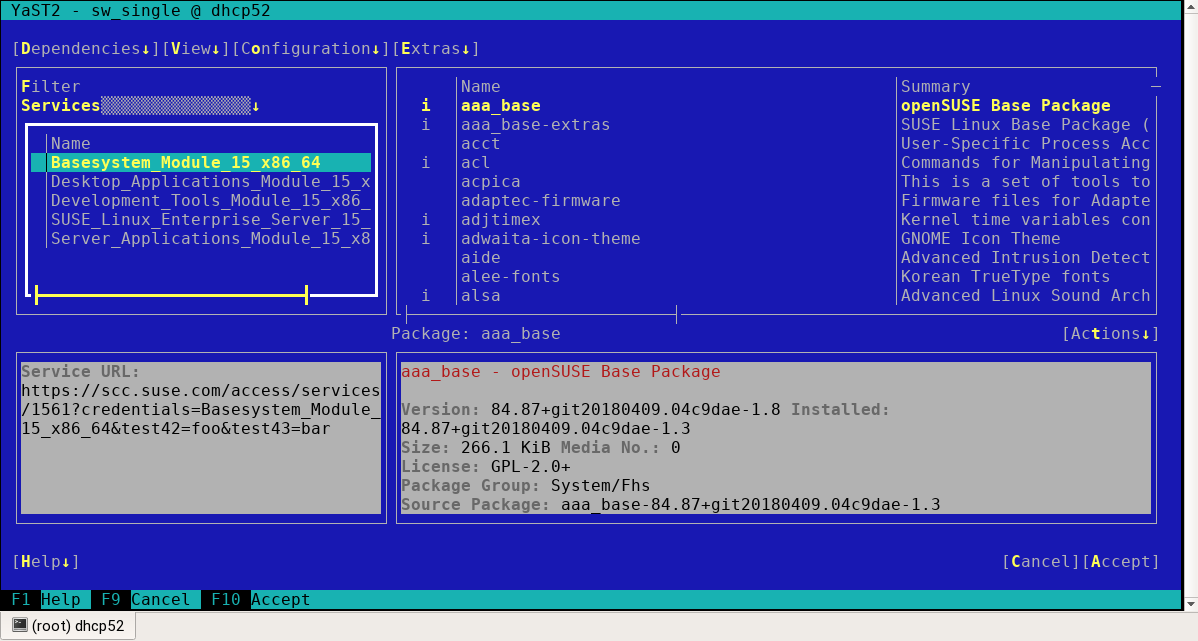 YaST2 - sw_single @ dhcp52
[Dependencies↓][View↓][Configuration↓][Extras↓]
Filter
Services↓
Name
Basesystem_Module_15_x86_64
Desktop_Applications_Module_15_x
Development_Tools_Module_15_x86_
SUSE_Linux_Enterprise_Server_15_
Server_Applications_Module_15_x8
Name Summary
i aaa_base openSUSE Base Package
i aaa_base-extras SUSE Linux Base Package (
acct User-Specific Process Acc
i acl Commands for Manipulating
acpica This is a set of tools to
adaptec-firmware Firmware files for Adapte
i adjtimex Kernel time variables con
i adwaita-icon-theme GNOME Icon Theme
aide Advanced Intrusion Detect
alee-fonts Korean TrueType fonts
i alsa Advanced Linux Sound Arch
Package: aaa_base [Actions↓]
Service URL:
https://scc.suse.com/access/services
/1561?credentials=Basesystem_Module_
15_x86_64&test42=foo&test43=bar
aaa_base - openSUSE Base Package
Version: 84.87+git20180409.04c9dae-1.8 Installed:
84.87+git20180409.04c9dae-1.3
Size: 266.1 KiB Media No.: 0
License: GPL-2.0+
Package Group: System/Fhs
Source Package: aaa_base-84.87+git20180409.04c9dae-1.3
[Help↓] [Cancel][Accept]
F1 Help F9 Cancel F10 Accept
(root) dhcp52